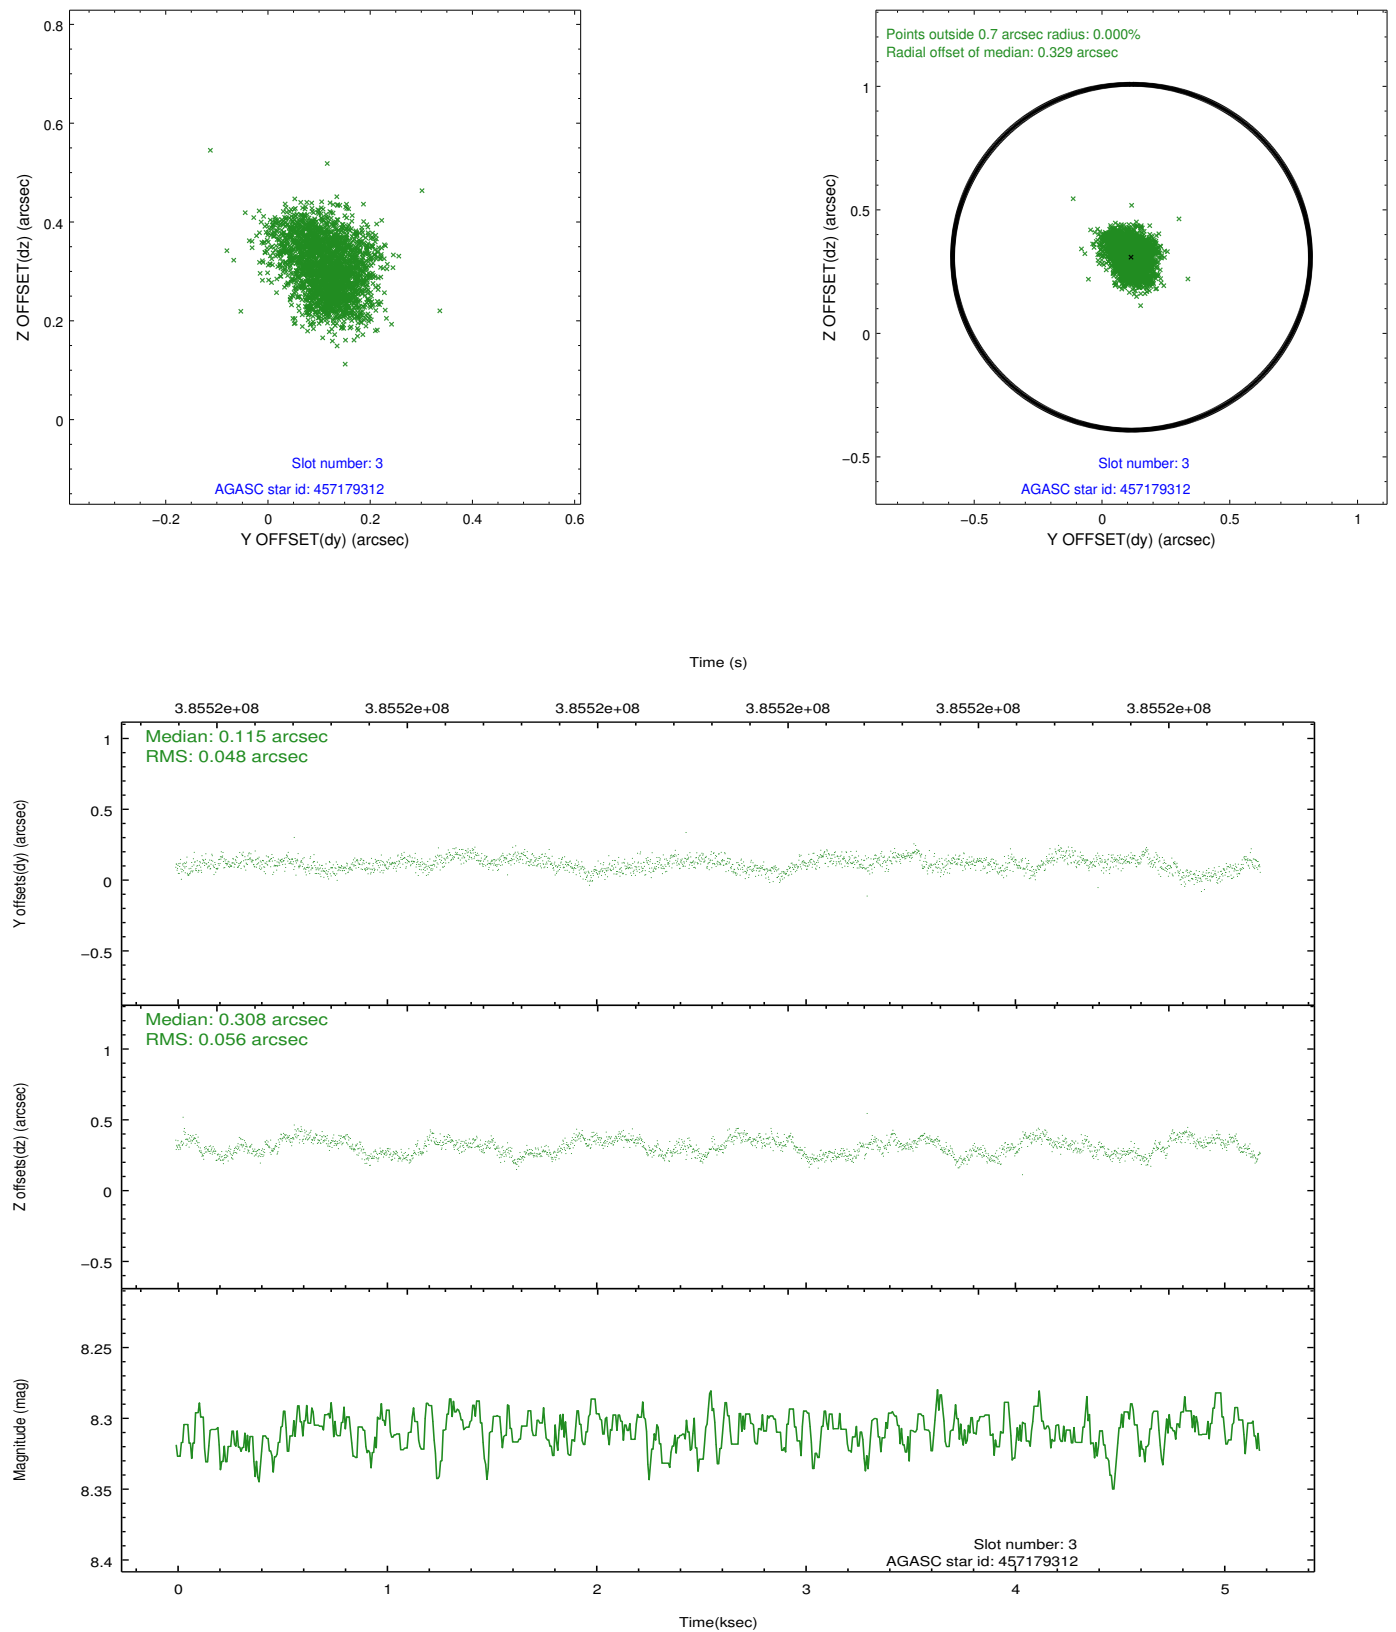 0.8
0.6
0.4
0.2
0
−0.2
0
0.2
0.4
0.6
Z OFFSET(dz) (arcsec)
Y OFFSET(dy) (arcsec)
Slot number: 3
AGASC star id: 457179312
Points outside 0.7 arcsec radius: 0.000%
Radial offset of median: 0.329 arcsec
1
0.5
0
−0.5
−0.5
0
0.5
1
Z OFFSET(dz) (arcsec)
Y OFFSET(dy) (arcsec)
Slot number: 3
AGASC star id: 457179312
Time (s)
3.8552e+08
3.8552e+08
3.8552e+08
3.8552e+08
3.8552e+08
3.8552e+08
Median: 0.115 arcsec
RMS: 0.048 arcsec
1
0.5
0
−0.5
Y offsets(dy) (arcsec)
Median: 0.308 arcsec
RMS: 0.056 arcsec
1
0.5
0
−0.5
Z offsets(dz) (arcsec)
8.25
8.3
8.35
8.4
Magnitude (mag)
Slot number: 3
AGASC star id: 457179312
0
1
2
3
4
5
Time(ksec)